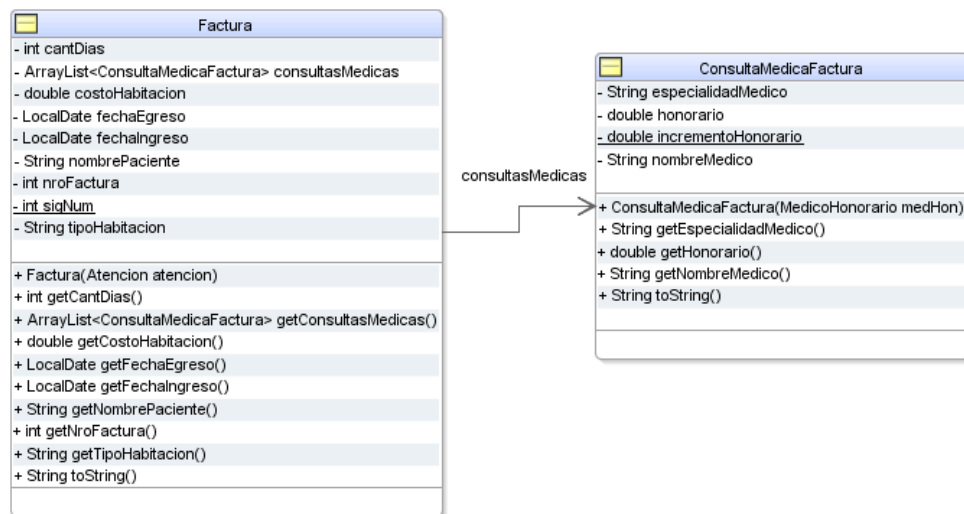 Factura
- int cantDias
- ArrayList<ConsultaMedicaFactura> consultasMedicas
- double costoHabitacion
- LocalDate fechaEgreso
- LocalDate fechaIngreso
- String nombrePaciente
- int nroFactura
- int sigNum
- String tipoHabitacion
+ Factura(Atencion atencion)
+ int getCantDias()
+ ArrayList<ConsultaMedicaFactura> getConsultasMedicas()
+ double getCostoHabitacion()
+ LocalDate getFechaEgreso()
+ LocalDate getFechaIngreso()
+ String getNombrePaciente()
+ int getNroFactura()
+ String getTipoHabitacion()
+ String toString()
consultasMedicas
ConsultaMedicaFactura
- String especialidadMedico
- double honorario
- double incrementoHonorario
- String nombreMedico
+ ConsultaMedicaFactura(MedicoHonorario medHon)
+ String getEspecialidadMedico()
+ double getHonorario()
+ String getNombreMedico()
+ String toString()